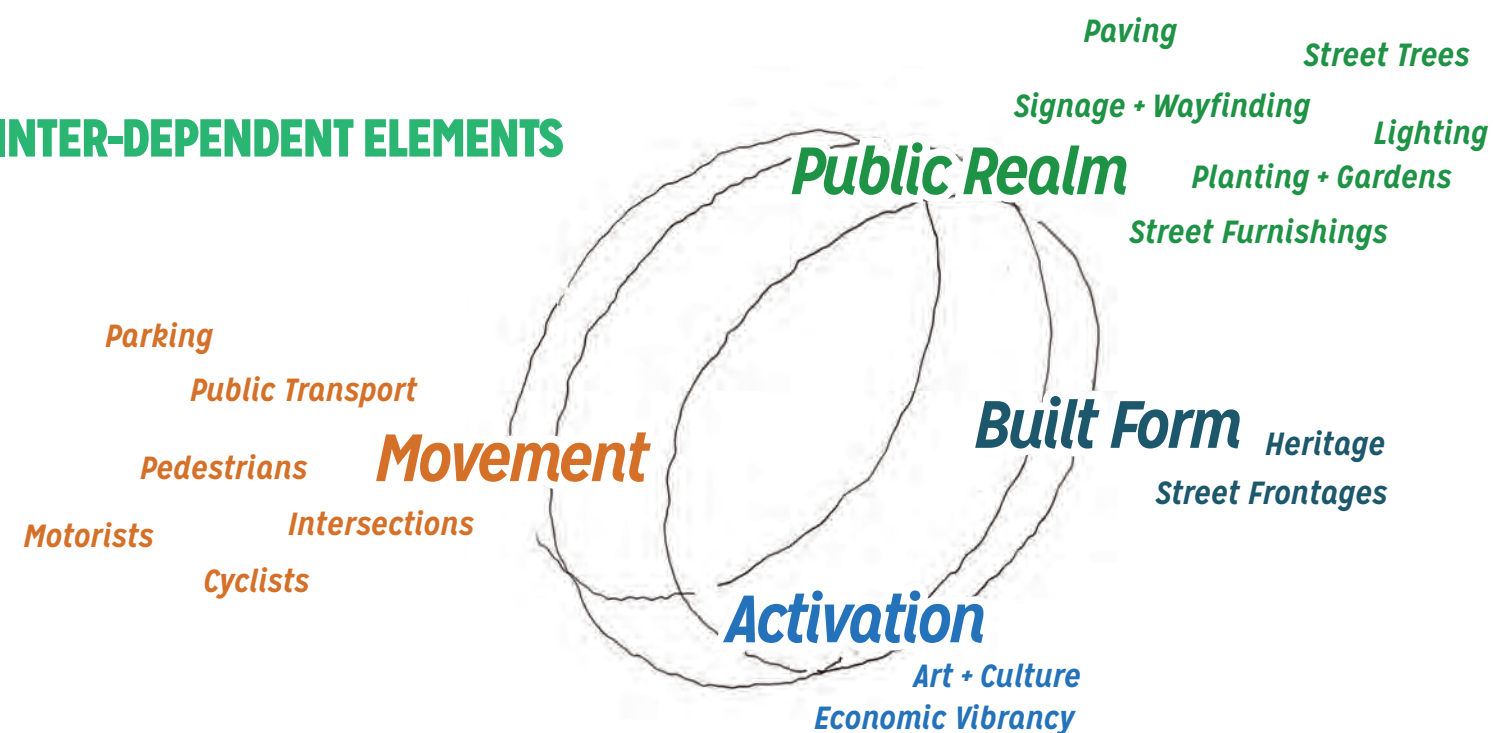 INTER-DEPENDENT ELEMENTS
Paving
Street Trees
Signage + Wayfinding
Lighting
Public Realm
Planting + Gardens
Street Furnishings
Parking
Public Transport
Movement
Pedestrians
Intersections
Motorists
Cyclists
Built Form
Heritage
Street Frontages
Activation
Art + Culture
Economic Vibrancy